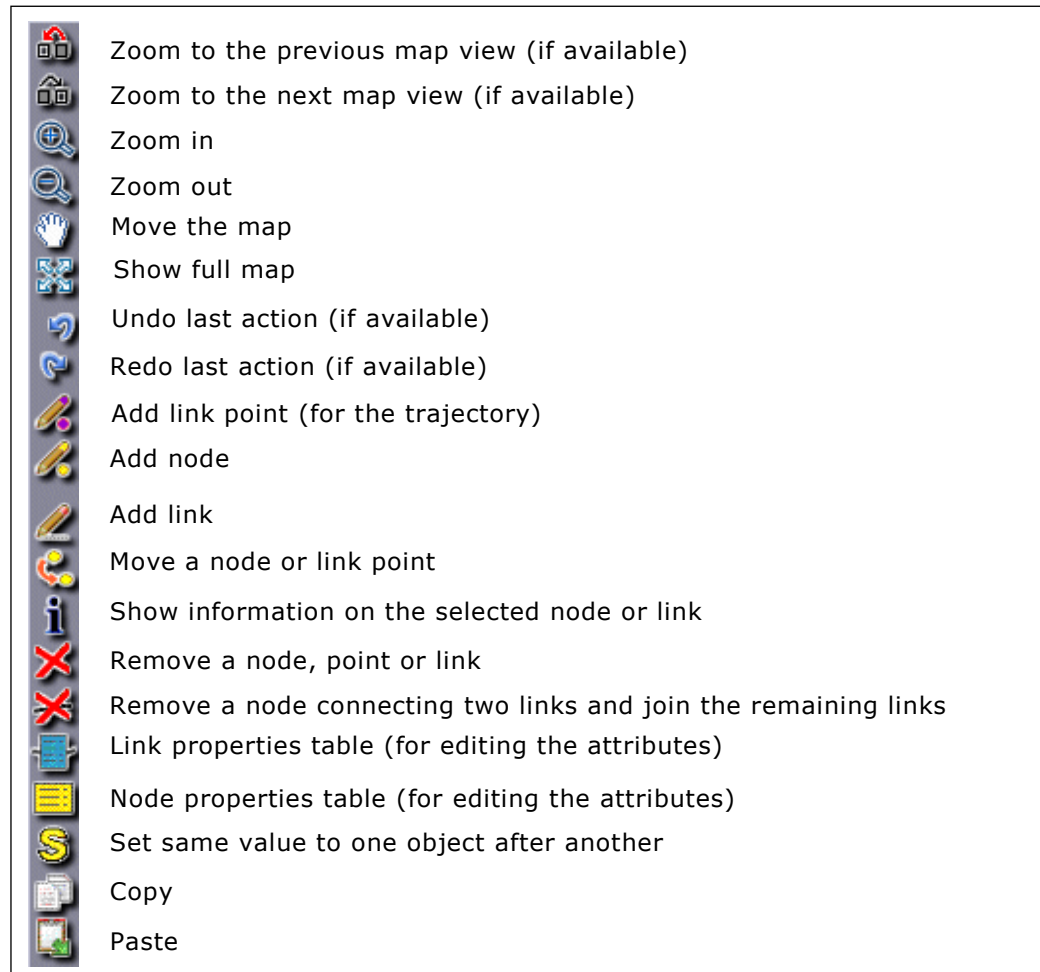 Zoom to the previous map view (if available)
Zoom to the next map view (if available)
Zoom in
Zoom out
Move the map
Show full map
Undo last action (if available)
Redo last action (if available)
Add link point (for the trajectory)
Add node
Add link
Move a node or link point
Show information on the selected node or link
Remove a node, point or link
Remove a node connecting two links and join the remaining links
Link properties table (for editing the attributes)
Node properties table (for editing the attributes)
Set same value to one object after another
Copy
Paste